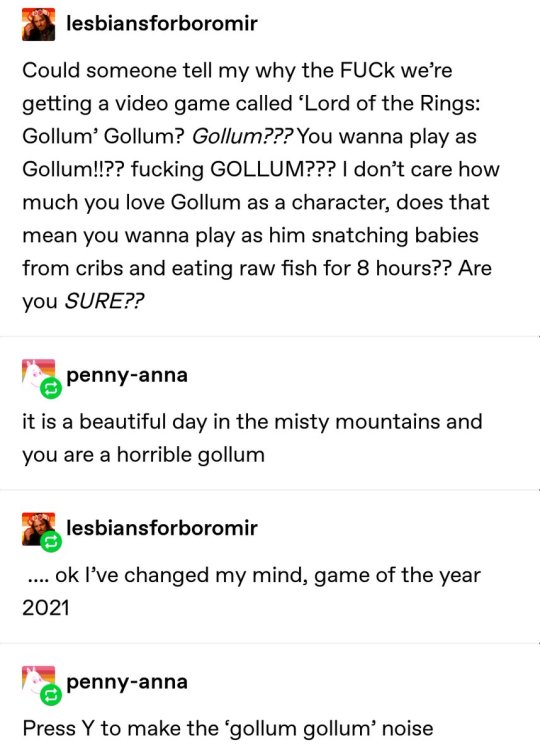 lesbiansforboromir
Could someone tell my why the FUCk we’re
getting a video game called ‘Lord of the Rings:
Gollum’ Gollum? Gollum??? You wanna play as
Gollum!!?? fucking GOLLUM??? I don’t care how
much you love Gollum as a character, does that
mean you wanna play as him snatching babies
from cribs and eating raw fish for 8 hours?? Are
you SURE??
penny-anna
it is a beautiful day in the misty mountains and
you are a horrible gollum
lesbiansforboromir
.... ok I’ve changed my mind, game of the year
2021
penny-anna
Press Y to make the ‘gollum gollum’ noise